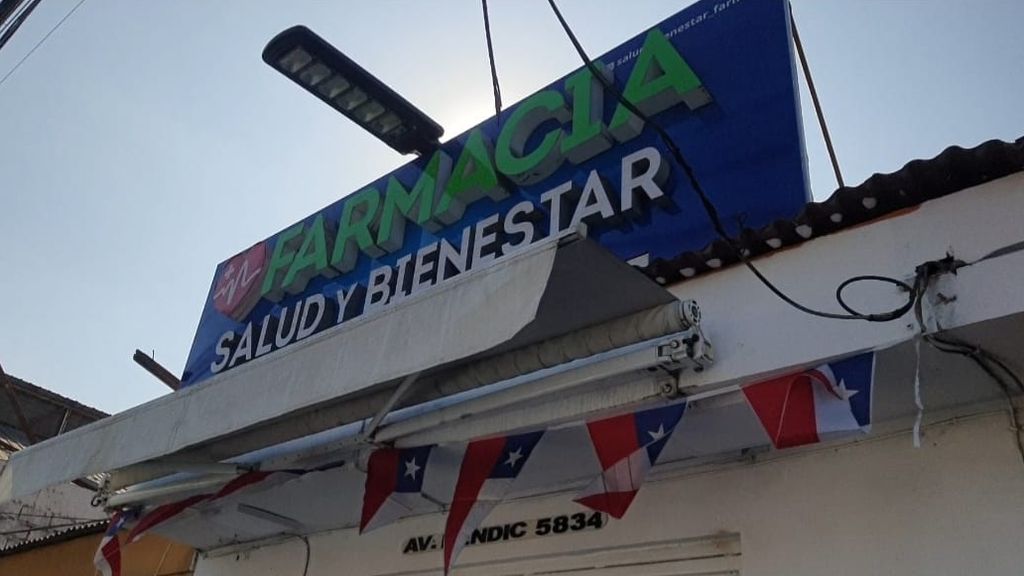 FARMACIA
SALUD Y BIENESTAR
AV. 5834